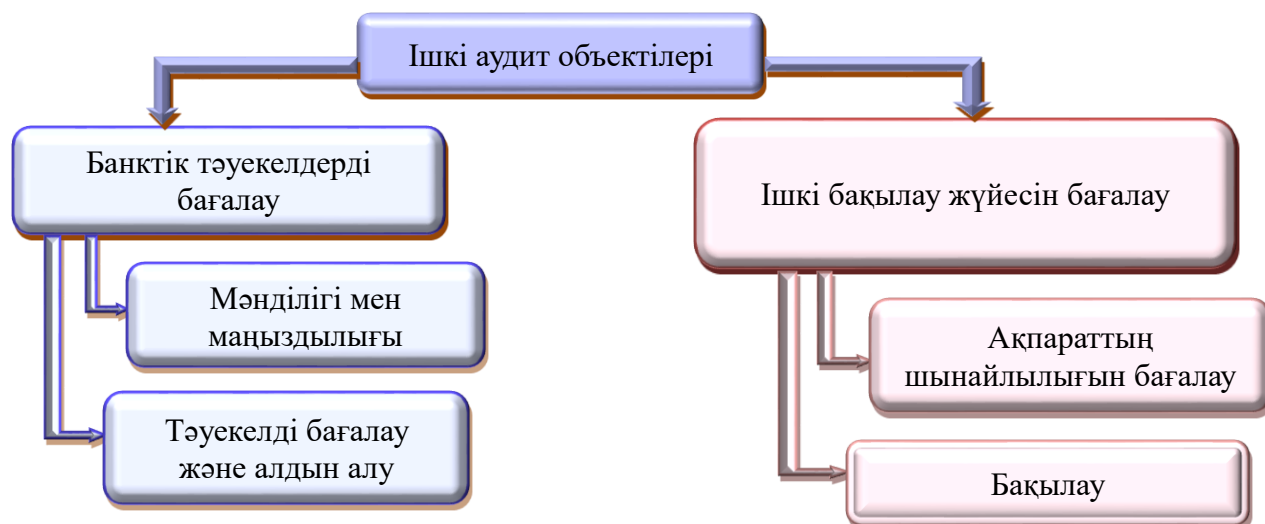 Ішкі аудит объектілері
Банктік тәуекелдерді
бағалау
Мәнділігі мен
маңыздылығы
Тәуекелді бағалау
және алдын алу
Ішкі бақылау жүйесін бағалау
Ақпараттың
шынайлылығын бағалау
Бақылау